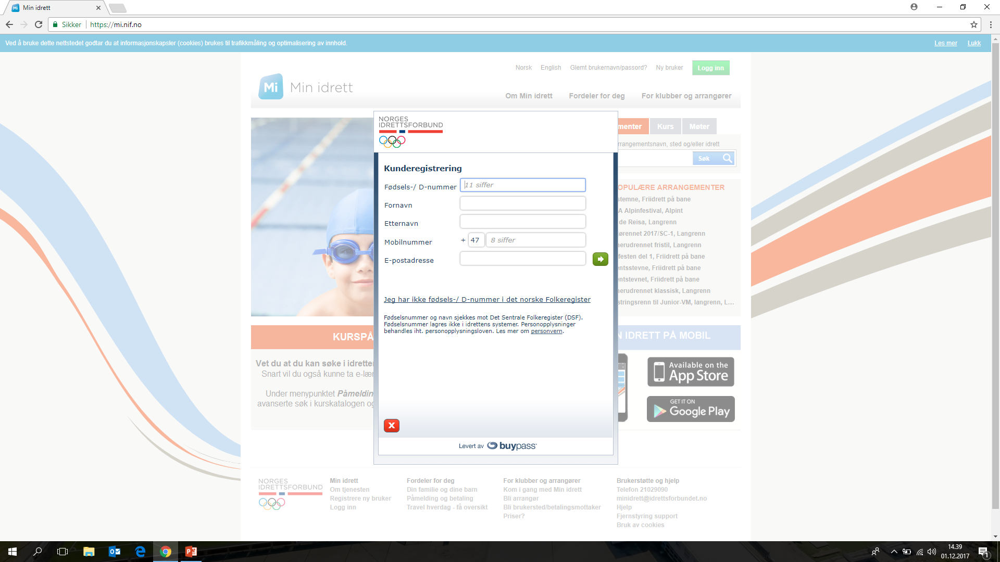 Min idrett
Sikker
https://mi.nif.no
Ved å bruke dette nettstedet godtar du at informasjonskapsler (cookies) brukes til trafikkmåling og optimalisering av innhold.
Les mer
Lukk
Norsk
English
Glemt brukernavn/passord?
Ny bruker
Logg inn
Mi
Min idrett
Om Min idrett
Fordeler for deg
For klubber og arrangører
NORGES
IDRETTSFORBUND
Kunderegistrering
Fødsels-/ D-nummer
11 siffer
Fornavn
Etternavn
Mobilnummer
+ 47
8 siffer
E-postadresse
Jeg har ikke fødsels-/ D-nummer i det norske Folkeregister
Fødselsnummer og navn sjekkes mot Det Sentrale Folkeregister (DSF).
Fødselsnummer lagres ikke i idrettens systemer. Personopplysninger
behandles iht. personopplysningsloven. Les mer om personvern.
X
Levert av buypass
menter
Kurs
Møter
rrangementsnavn, sted og/eller idrett
Søk
OPULÆRE ARRANGEMENTER
stemne, Friidrett på bane
A Alpinfestival, Alpint
de Reisa, Langrenn
jørennet 2017/SC-1, Langrenn
nerudrennet fristil, Langrenn
festen del 1, Friidrett på bane
entsstevne, Friidrett på bane
entstevnet, Friidrett på bane
nerudrennet klassisk, Langrenn
stringsrenn til Junior-VM, langrenn, L...
KURSPÅ
Vet du at du kan søke i idretten
Snart vil du også kunne ta e-lær
Under menypunktet Påmeldin
avanserte søk i kurskatalogen og
N IDRETT PÅ MOBIL
Available on the
App Store
GET IT ON
Google Play
NORGES
IDRETTSFORBUND
Min idrett
Om tjenesten
Registrere ny bruker
Logg inn
Fordeler for deg
Din familie og dine barn
Påmelding og betaling
Travel hverdag - få oversikt
For klubber og arrangører
Kom i gang med Min idrett
Bli arrangør
Bli brukersted/betalingsmottaker
Priser?
Brukerstøtte og hjelp
Telefon 21029090
minidrett@idrettsforbundet.no
Hjelp
Fjernstyring support
Bruk av cookies
14.39
01.12.2017
1